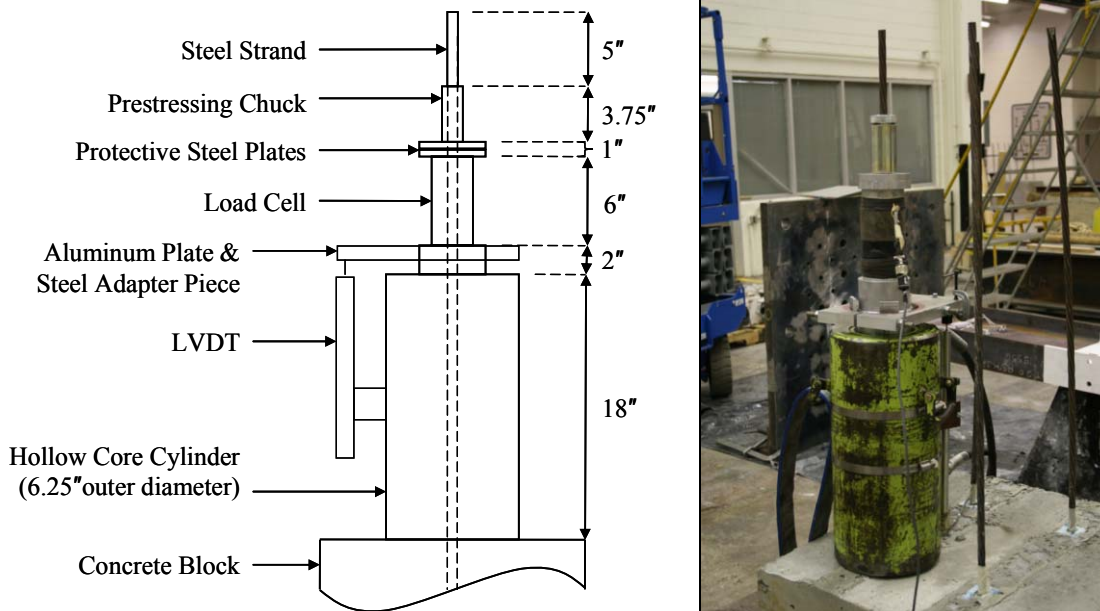 Steel Strand
5"
Prestressing Chuck
3.75"
Protective Steel Plates
1"
Load Cell
6"
Aluminum Plate &
Steel Adapter Piece
2"
LVDT
18"
Hollow Core Cylinder
(6.25"outer diameter)
Concrete Block